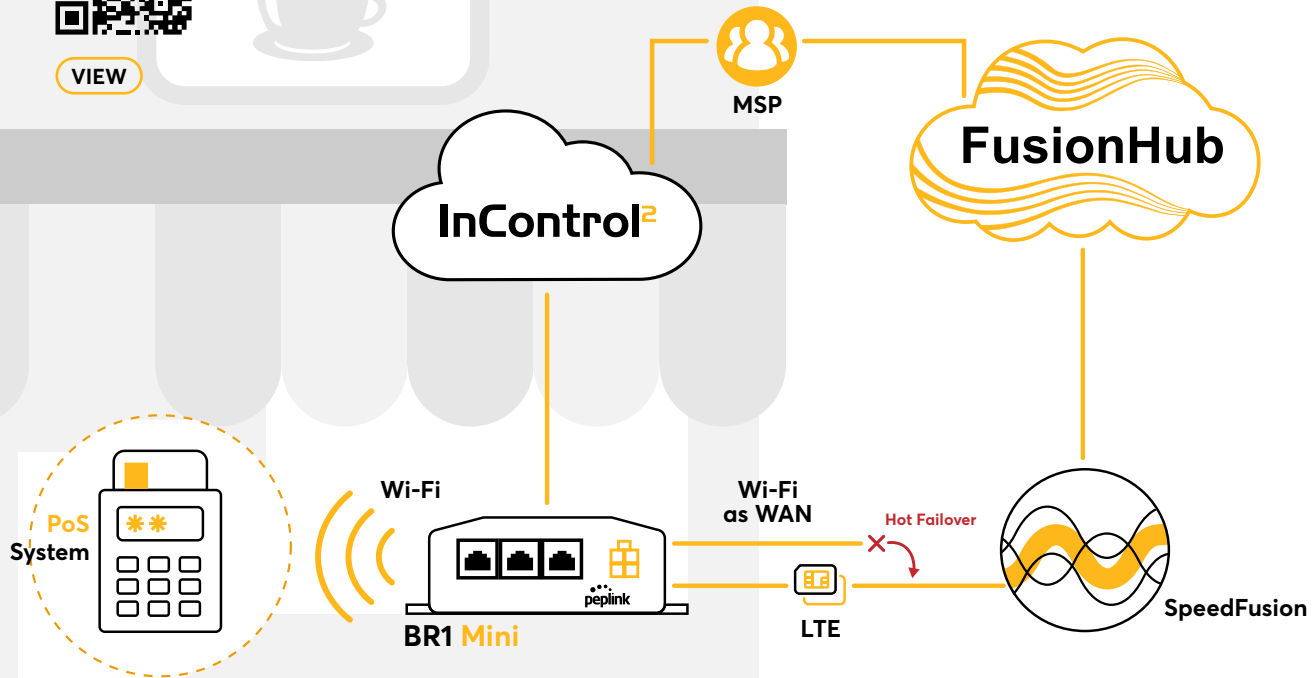 VIEW
MSP
FusionHub
InControl²
Wi-Fi
Wi-Fi
as WAN
Hot Failover
PoS
System
**
peplink
BR1 Mini
LTE
SpeedFusion